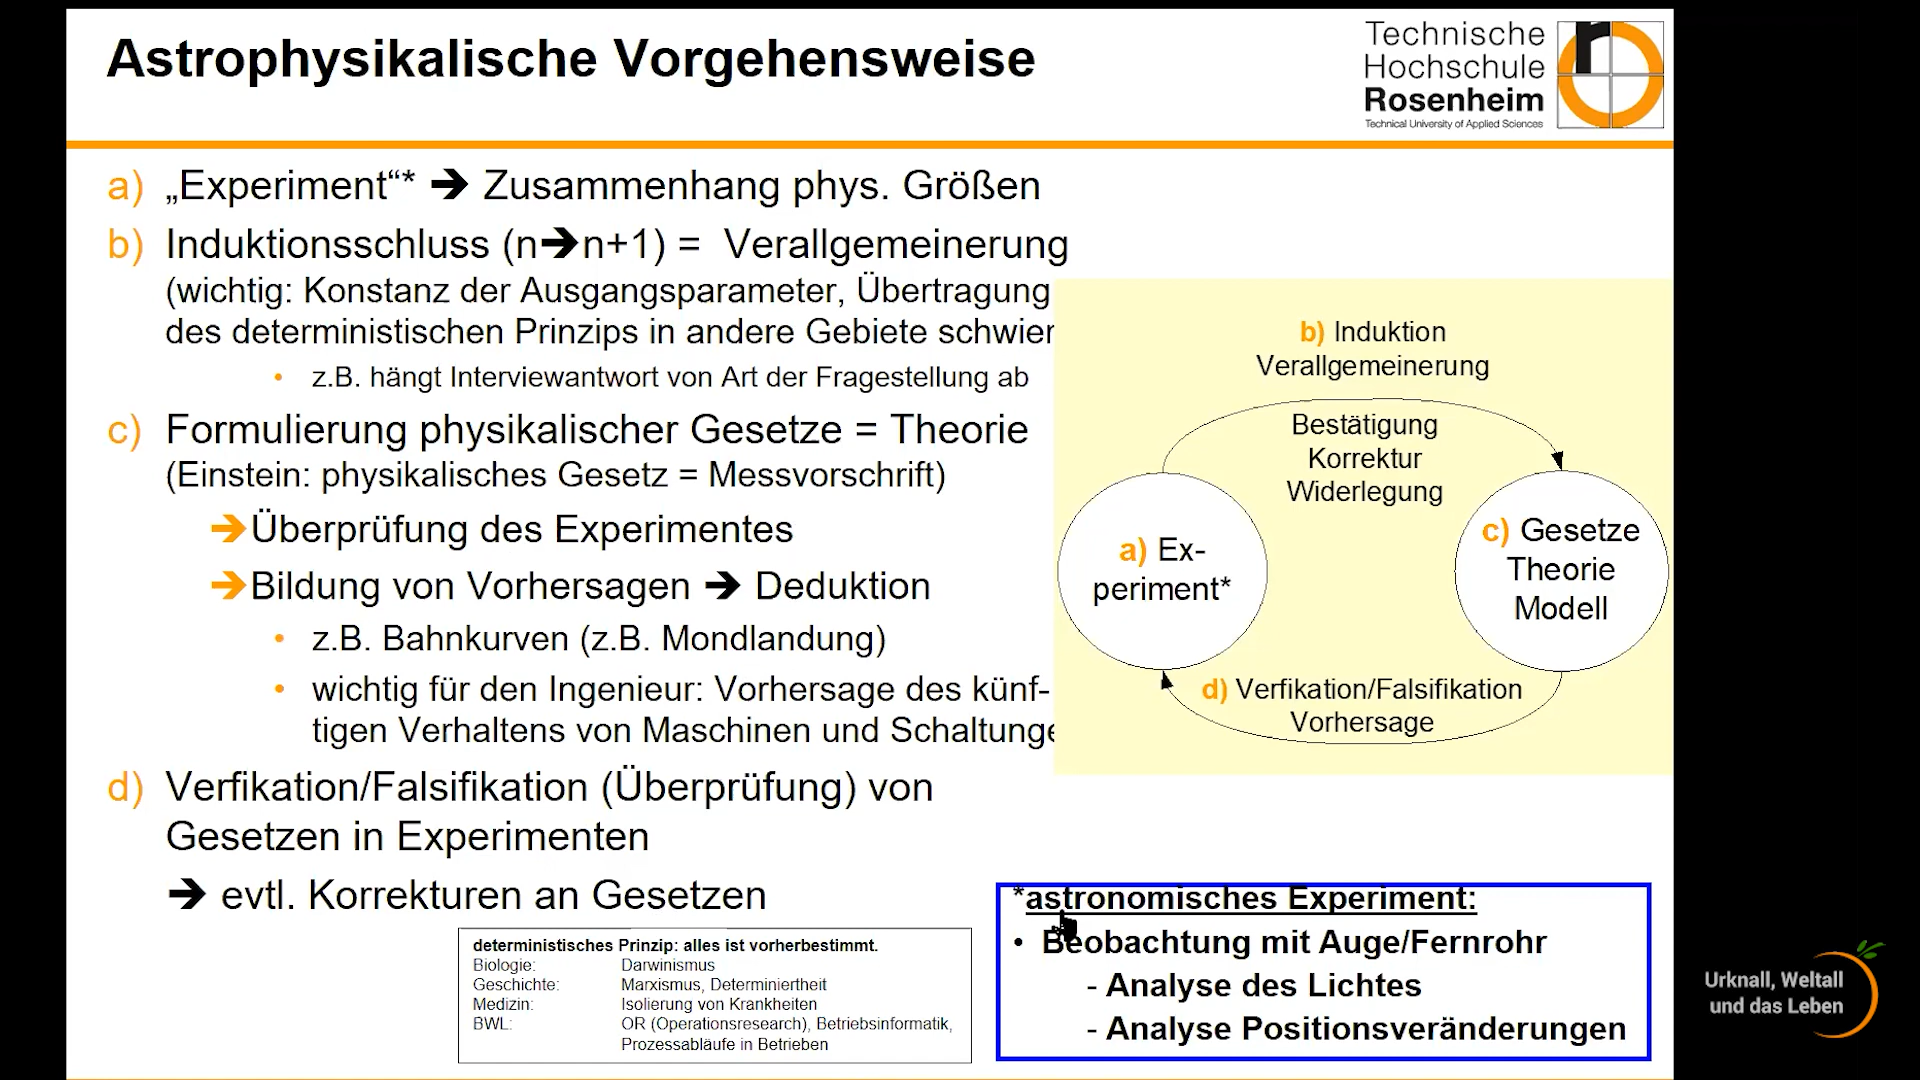 Astrophysikalische Vorgehensweise
Technische
Hochschule
Rosenheim
Technical University of Applied Sciences
a) „Experiment“* ➔ Zusammenhang phys. Größen
b) Induktionsschluss (n➔n+1) = Verallgemeinerung
(wichtig: Konstanz der Ausgangsparameter, Übertragung
des deterministischen Prinzips in andere Gebiete schwier
• z.B. hängt Interviewantwort von Art der Fragestellung ab
c) Formulierung physikalischer Gesetze = Theorie
(Einstein: physikalisches Gesetz = Messvorschrift)
➔Überprüfung des Experimentes
➔Bildung von Vorhersagen ➔ Deduktion
• z.B. Bahnkurven (z.B. Mondlandung)
• wichtig für den Ingenieur: Vorhersage des künf-
tigen Verhaltens von Maschinen und Schaltunge
d) Verfikation/Falsifikation (Überprüfung) von
Gesetzen in Experimenten
➔ evtl. Korrekturen an Gesetzen
b) Induktion
Verallgemeinerung
Bestätigung
Korrektur
Widerlegung
a) Ex-
periment*
c) Gesetze
Theorie
Modell
d) Verfikation/Falsifikation
Vorhersage
deterministisches Prinzip: alles ist vorherbestimmt.
Biologie: Darwinismus
Geschichte: Marxismus, Determiniertheit
Medizin: Isolierung von Krankheiten
BWL: OR (Operationsresearch), Betriebsinformatik,
Prozessabläufe in Betrieben
*astronomisches Experiment:
• Beobachtung mit Auge/Fernrohr
- Analyse des Lichtes
- Analyse Positionsveränderungen
Urknall, Weltall
und das Leben